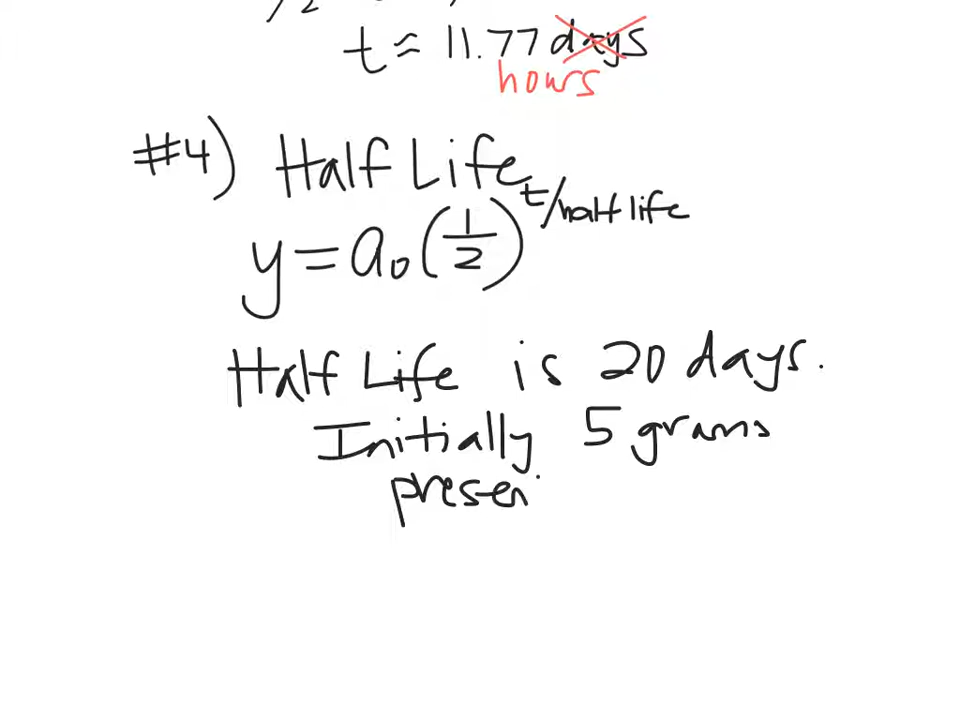 t ≈ 11.77 days
hours
#4) Half Life
y = a₀(1/2)^t/half life
Half Life is 20 days.
Initially 5 grams
presen